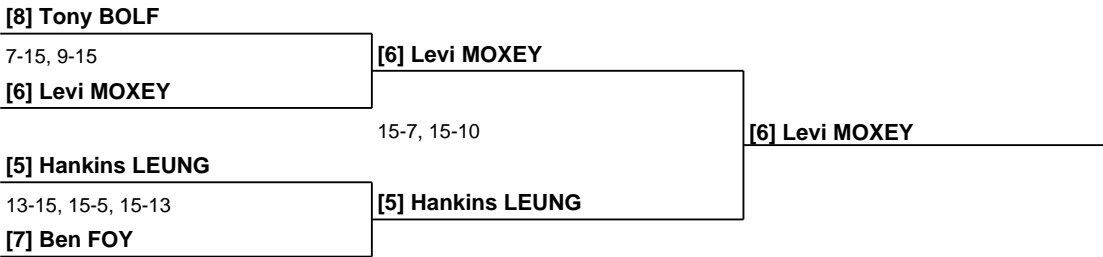 [8] Tony BOLF
7-15, 9-15
[6] Levi MOXEY
[6] Levi MOXEY
15-7, 15-10
[6] Levi MOXEY
[5] Hankins LEUNG
13-15, 15-5, 15-13
[5] Hankins LEUNG
[7] Ben FOY